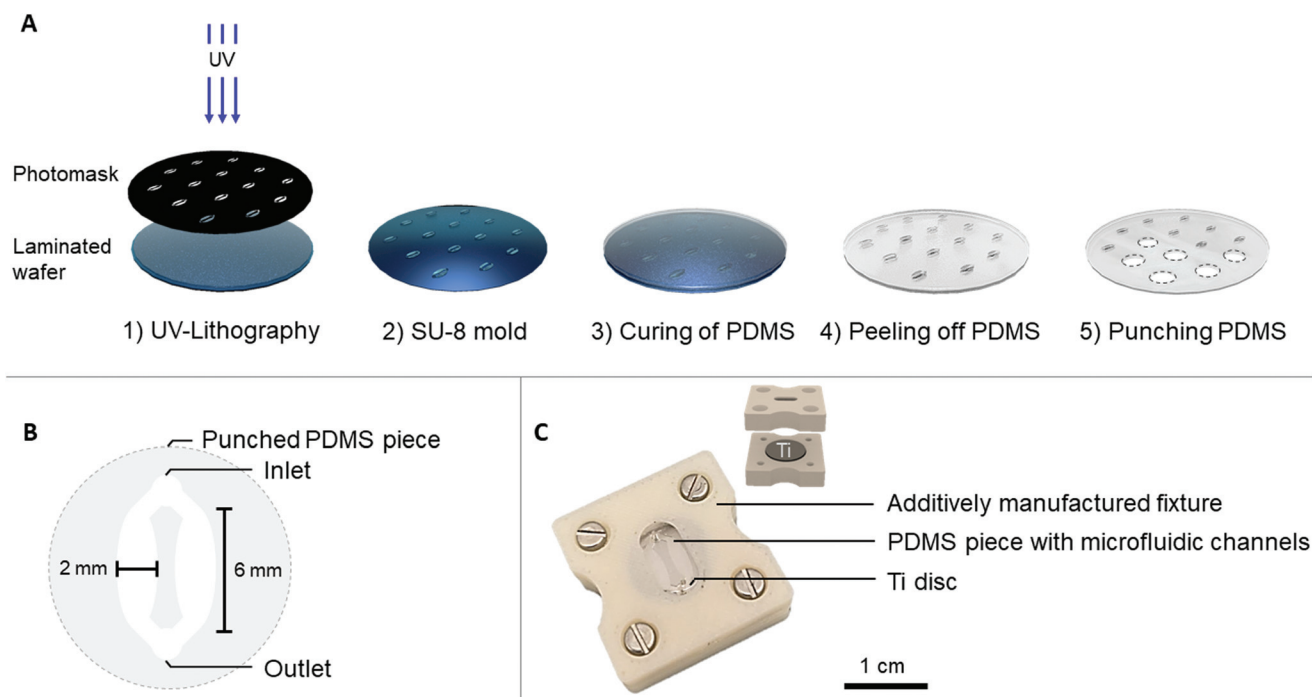 A
UV
Photomask
Laminated
wafer
1) UV-Lithography
2) SU-8 mold
3) Curing of PDMS
4) Peeling off PDMS
5) Punching PDMS
B
Punched PDMS piece
Inlet
2 mm
6 mm
Outlet
C
Ti
Additively manufactured fixture
PDMS piece with microfluidic channels
Ti disc
1 cm